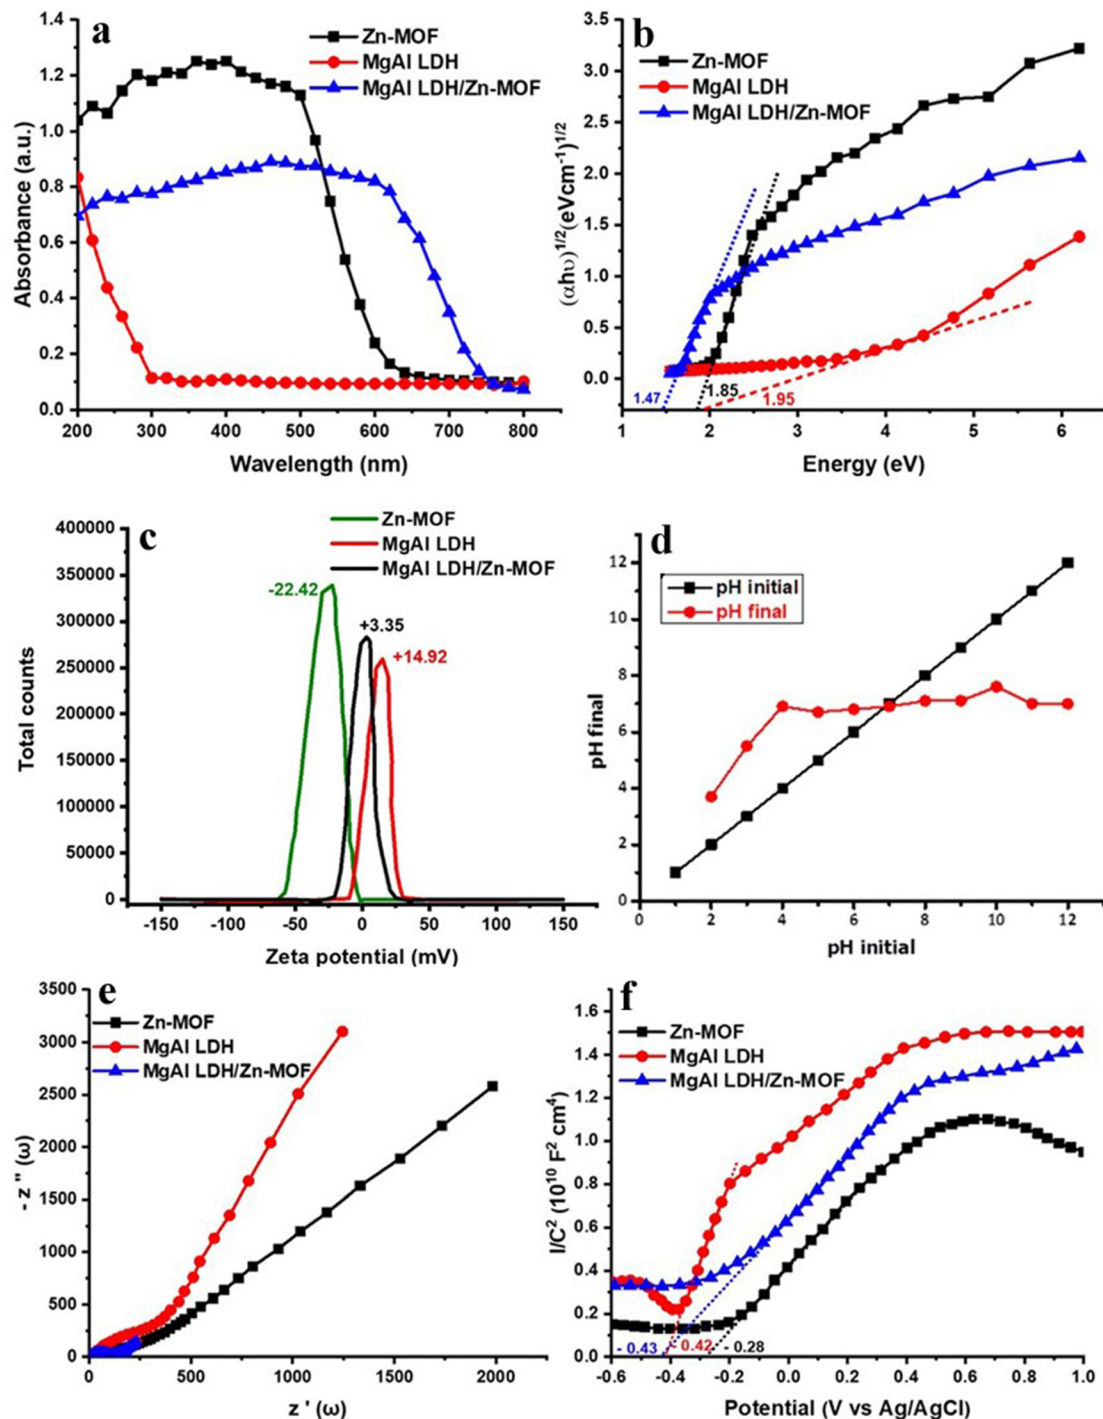 a
Zn-MOF
MgAl LDH
MgAl LDH/Zn-MOF
Absorbance (a.u.)
1.4
1.2
1.0
0.8
0.6
0.4
0.2
0.0
200 300 400 500 600 700 800
Wavelength (nm)
b
Zn-MOF
MgAl LDH
MgAl LDH/Zn-MOF
(αhυ)^1/2(eVcm⁻¹)^1/2
3.5
3.0
2.5
2.0
1.5
1.0
0.5
0.0
1.47
1.85
1.95
1 2 3 4 5 6
Energy (eV)
c
Zn-MOF
MgAl LDH
MgAl LDH/Zn-MOF
Total counts
400000
350000
300000
250000
200000
150000
100000
50000
0
-22.42
+3.35
+14.92
-150 -100 -50 0 50 100 150
Zeta potential (mV)
d
pH initial
pH final
pH final
12
10
8
6
4
2
0
0 2 4 6 8 10 12
pH initial
e
Zn-MOF
MgAl LDH
MgAl LDH/Zn-MOF
- z '' (ω)
3500
3000
2500
2000
1500
1000
500
0
0 500 1000 1500 2000
z ' (ω)
f
Zn-MOF
MgAl LDH
MgAl LDH/Zn-MOF
I/C² (10¹⁰ F² cm⁴)
1.6
1.4
1.2
1.0
0.8
0.6
0.4
0.2
0.0
- 0.43
- 0.42
- 0.28
-0.6 -0.4 -0.2 0.0 0.2 0.4 0.6 0.8 1.0
Potential (V vs Ag/AgCl)